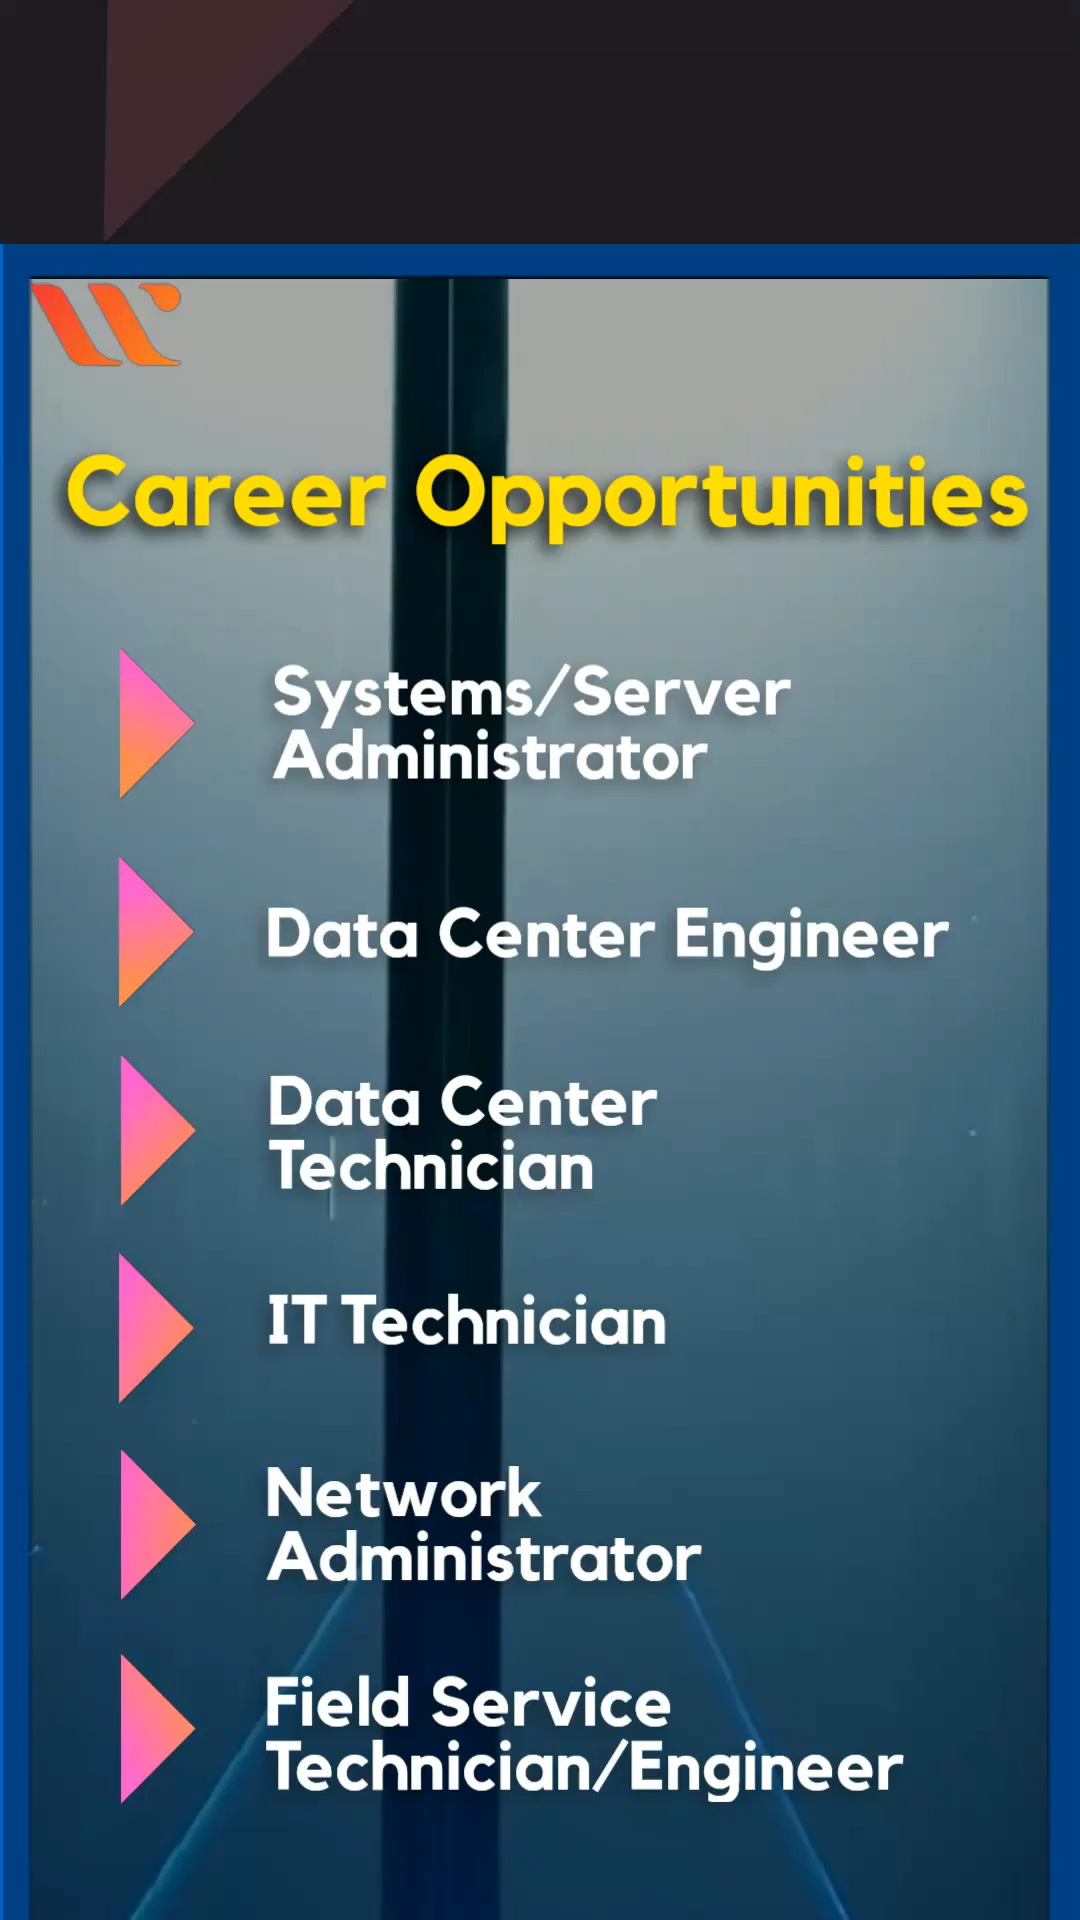 Career Opportunities
Systems/Server
Administrator
Data Center Engineer
Data Center
Technician
IT Technician
Network
Administrator
Field Service
Technician/Engineer